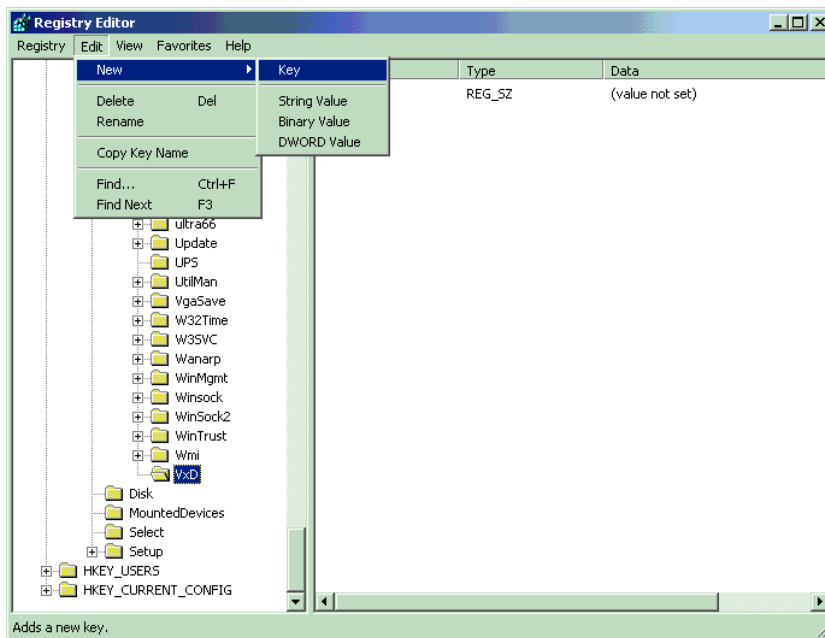 Registry Editor
Registry Edit View Favorites Help
New
Key
Type
Data
Delete Del
String Value
REG_SZ
(value not set)
Rename
Binary Value
Copy Key Name
DWORD Value
Find... Ctrl+F
Find Next F3
ultra66
Update
UPS
UtilMan
VgaSave
W32Time
W3SVC
Wanarp
WinMgmt
Winsock
WinSock2
WinTrust
Wmi
VxD
Disk
MountedDevices
Select
Setup
HKEY_USERS
HKEY_CURRENT_CONFIG
Adds a new key.